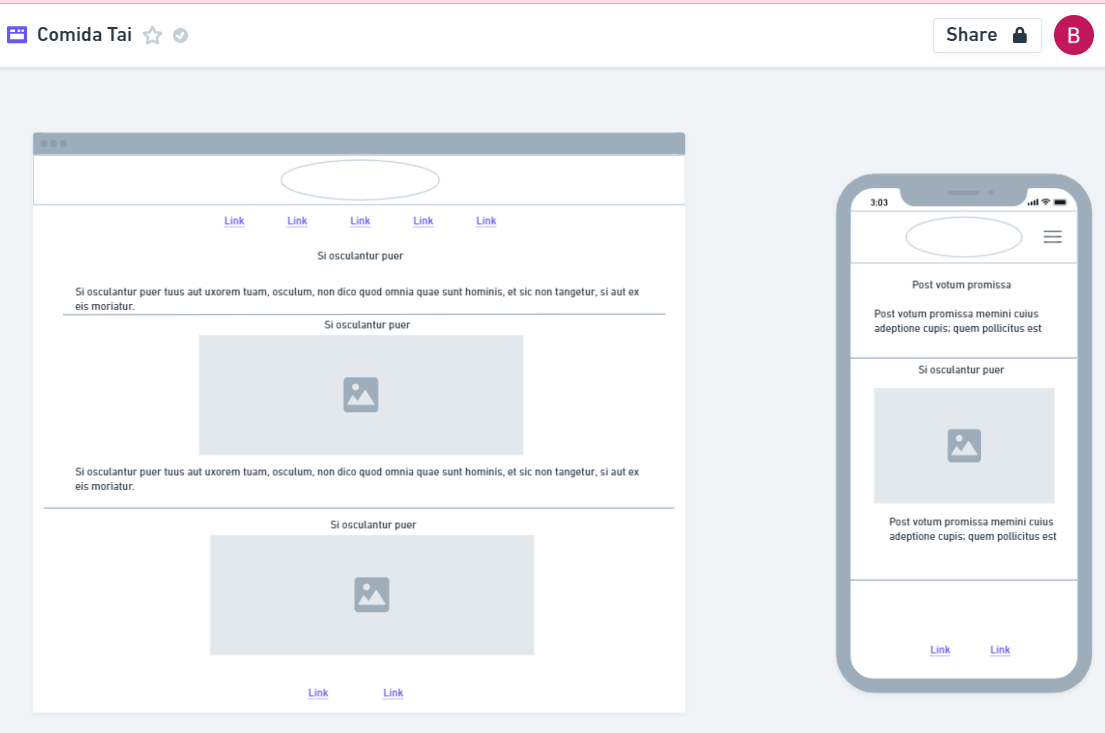 Comida Tai
Share
B
Link Link Link Link Link
Si osculantur puer
Si osculantur puer tuus aut uxorem tuam, osculum, non dico quod omnia quae sunt hominis, et sic non tangetur, si aut ex
eis moriatur.
Si osculantur puer
Si osculantur puer tuus aut uxorem tuam, osculum, non dico quod omnia quae sunt hominis, et sic non tangetur, si aut ex
eis moriatur.
Si osculantur puer
Link Link
3:03
Post votum promissa
Post votum promissa memini cuius
adeptione cupis; quem pollicitus est
Si osculantur puer
Post votum promissa memini cuius
adeptione cupis; quem pollicitus est
Link Link